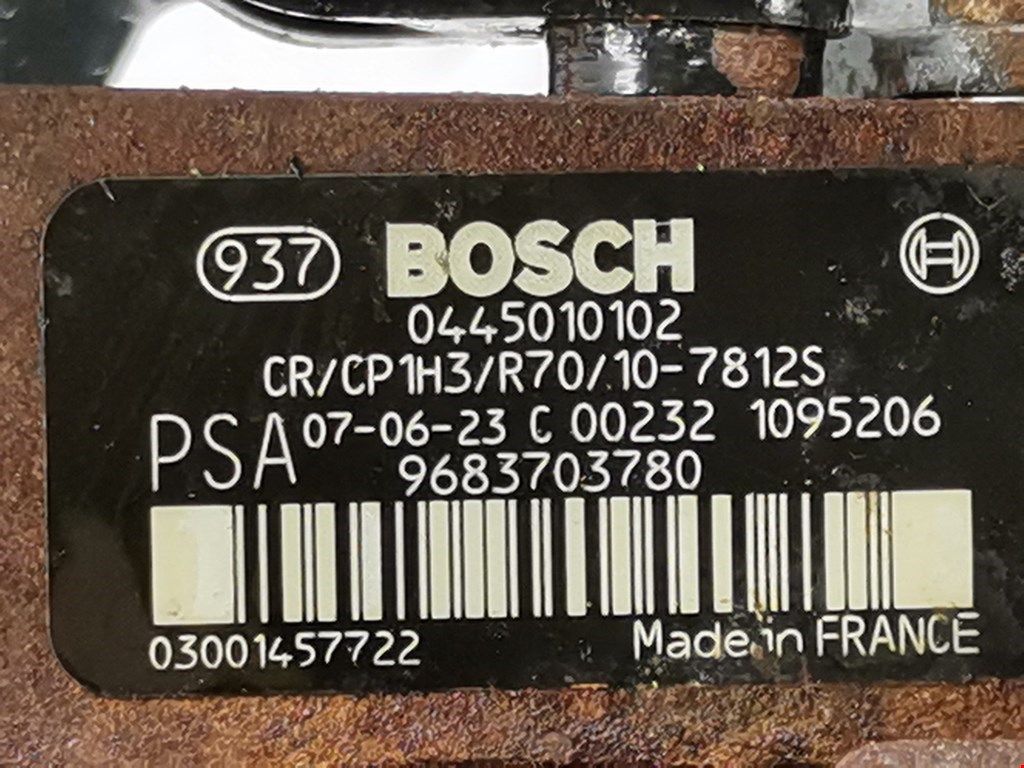 937 BOSCH
0445010102
CR/CP1H3/R70/10-7812S
PSA 07-06-23 C 00232 1095206
9683703780
03001457722 Made in FRANCE